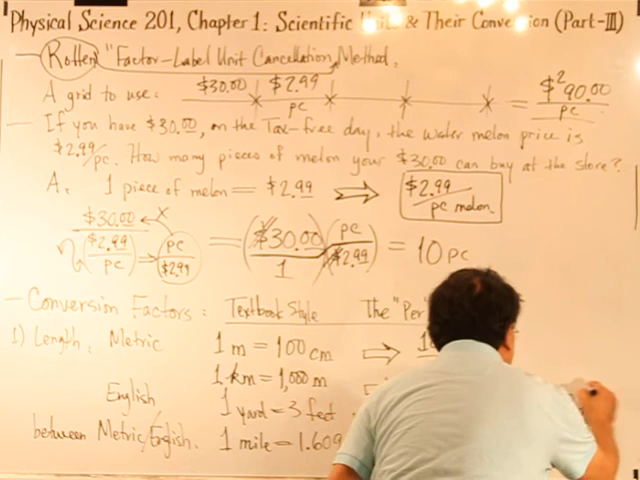 Physical Science 201, Chapter 1: Scientific Units & Their Conversion (Part-III)
— Rotten "Factor-Label Unit Cancellation" Method.
A grid to use: $30.00 | $2.99 / pc = $²90.00 / pc
— If you have $30.00, on the Tax-free day, the water melon price is
$2.99/pc. How many pieces of melon your $30.00 can buy at the store?
A. 1 piece of melon = $2.99 ⇒ $2.99 / pc melon
$30.00 / ($2.99 / pc) = pc / $2.99 = ($30.00 / 1)(pc / $2.99) = 10 pc
— Conversion Factors: Textbook Style The "Per"
1) Length: Metric 1 m = 100 cm ⇒
1 km = 1,000 m
English 1 yard = 3 feet
between Metric/English. 1 mile = 1.609